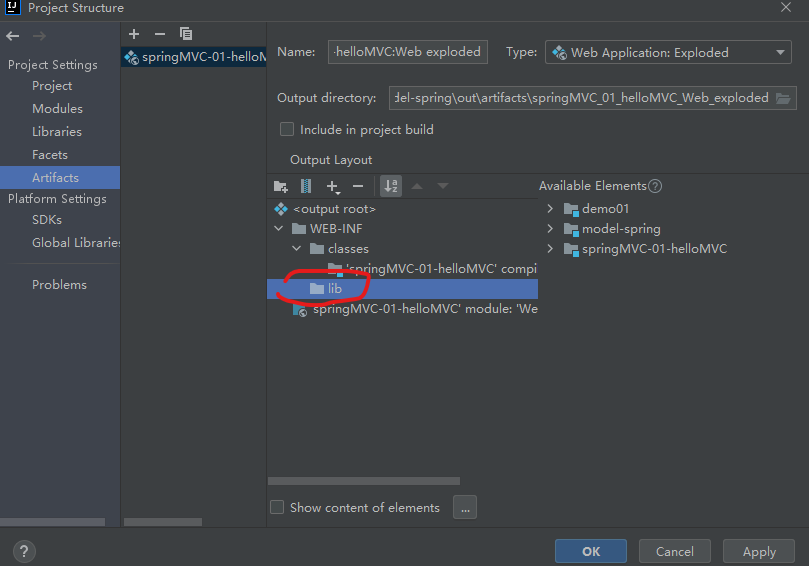 IJ Project Structure
Project Settings
Project
Modules
Libraries
Facets
Artifacts
Platform Settings
SDKs
Global Libraries
Problems
springMVC-01-helloM
Name: helloMVC:Web exploded Type: Web Application: Exploded
Output directory: del-spring\out\artifacts\springMVC_01_helloMVC_Web_exploded
Include in project build
Output Layout
Available Elements ?
<output root>
WEB-INF
classes
'springMVC-01-helloMVC' compi
lib
springMVC-01-helloMVC' module: 'We
demo01
model-spring
springMVC-01-helloMVC
Show content of elements ...
? OK Cancel Apply